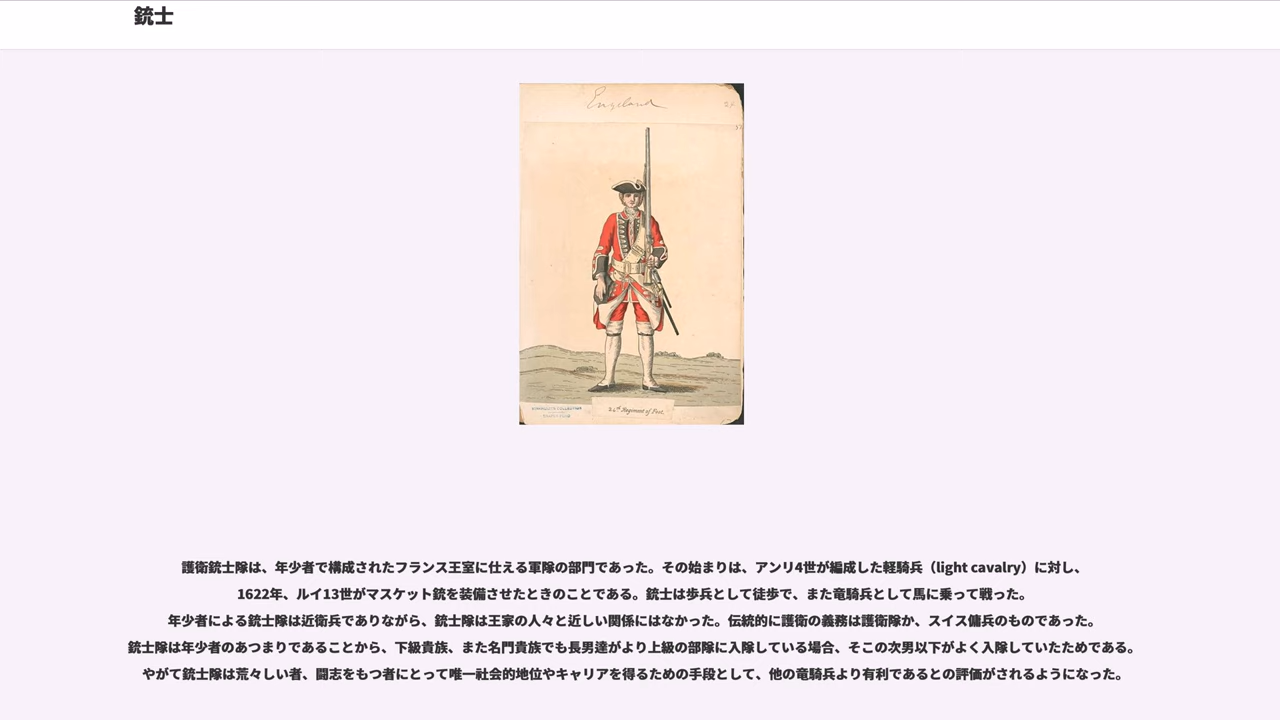 銃士
England
24th Regiment of Foot.
護衛銃士隊は、年少者で構成されたフランス王室に仕える軍隊の部門であった。その始まりは、アンリ4世が編成した軽騎兵（light cavalry）に対し、
1622年、ルイ13世がマスケット銃を装備させたときのことである。銃士は歩兵として徒歩で、また竜騎兵として馬に乗って戦った。
年少者による銃士隊は近衛兵でありながら、銃士隊は王家の人々と近しい関係にはなかった。伝統的に護衛の義務は護衛隊か、スイス傭兵のものであった。
銃士隊は年少者のあつまりであることから、下級貴族、また名門貴族でも長男達がより上級の部隊に入隊している場合、そこの次男以下がよく入隊していたためである。
やがて銃士隊は荒々しい者、闘志をもつ者にとって唯一社会的地位やキャリアを得るための手段として、他の竜騎兵より有利であるとの評価がされるようになった。